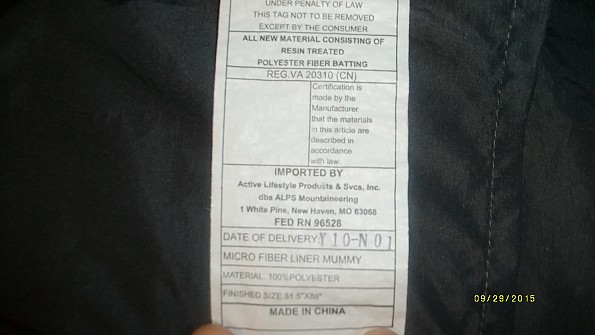 UNDER PENALTY OF LAW
THIS TAG NOT TO BE REMOVED
EXCEPT BY THE CONSUMER
ALL NEW MATERIAL CONSISTING OF
RESIN TREATED
POLYESTER FIBER BATTING
REG.VA 20310 (CN)
Certification is
made by the
Manufacturer
that the materials
in this article are
described in
accordance
with law.
IMPORTED BY
Active Lifestyle Products & Svcs, Inc.
dba ALPS Mountaineering
1 White Pine, New Haven, MO 63068
FED RN 96528
DATE OF DELIVERY:Y10-N01
MICRO FIBER LINER MUMMY
MATERIAL: 100%POLYESTER
FINISHED SIZE:31.5"X86"
MADE IN CHINA
09/29/2015